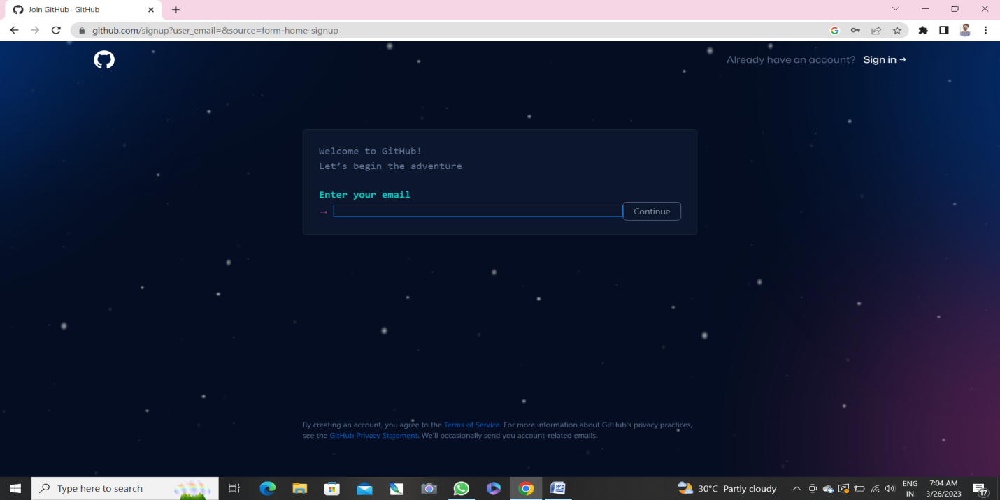 Join GitHub · GitHub
github.com/signup?user_email=&source=form-home-signup
Already have an account? Sign in →
Welcome to GitHub!
Let’s begin the adventure
Enter your email
→
Continue
By creating an account, you agree to the Terms of Service. For more information about GitHub's privacy practices,
see the GitHub Privacy Statement. We'll occasionally send you account-related emails.
Type here to search
30°C Partly cloudy
ENG
IN
7:04 AM
3/26/2023
17